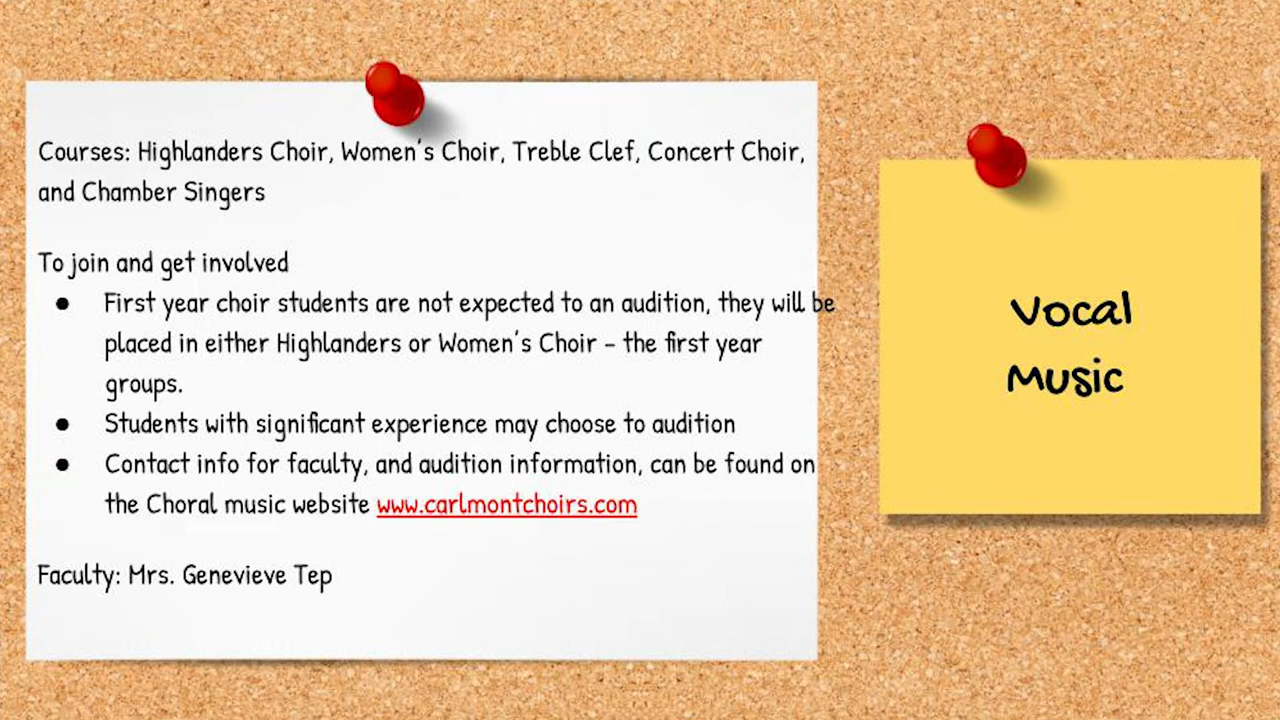 Courses: Highlanders Choir, Women's Choir, Treble Clef, Concert Choir,
and Chamber Singers
To join and get involved
● First year choir students are not expected to an audition, they will be
placed in either Highlanders or Women's Choir – the first year
groups.
● Students with significant experience may choose to audition
● Contact info for faculty, and audition information, can be found on
the Choral music website www.carlmontchoirs.com
Faculty: Mrs. Genevieve Tep
Vocal
Music